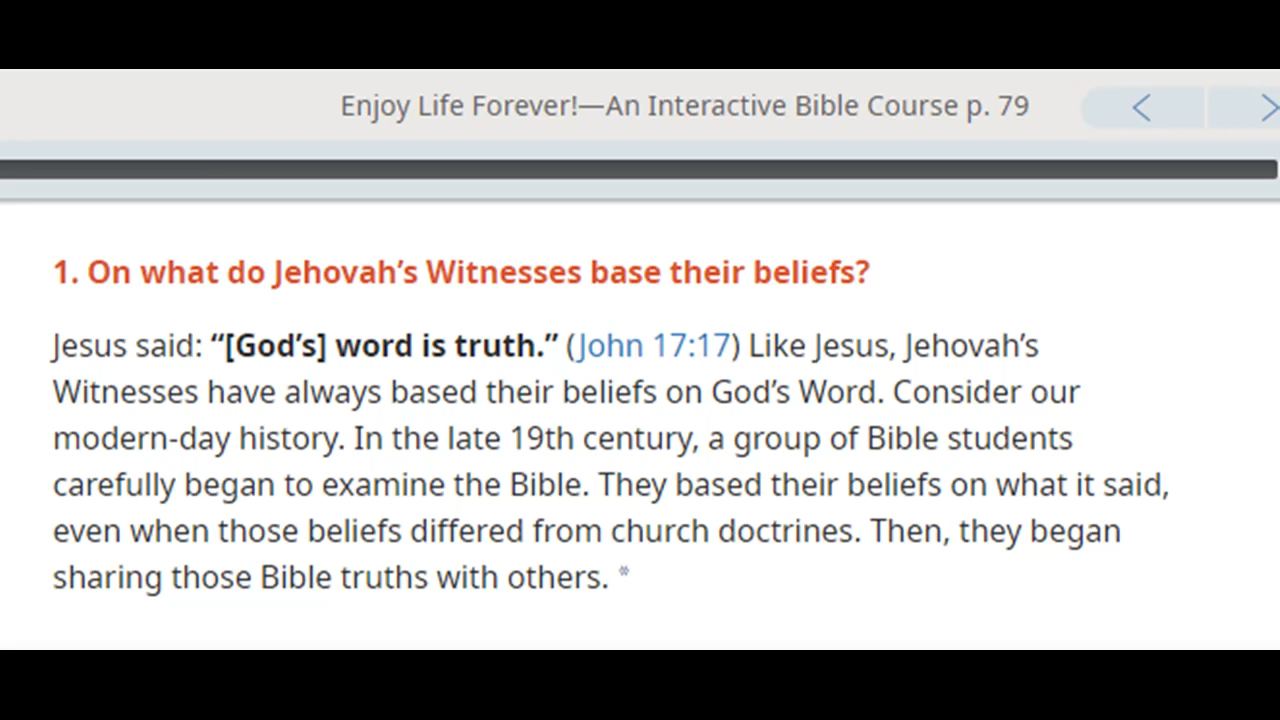 Enjoy Life Forever!—An Interactive Bible Course p. 79
1. On what do Jehovah’s Witnesses base their beliefs?
Jesus said: “[God’s] word is truth.” (John 17:17) Like Jesus, Jehovah’s
Witnesses have always based their beliefs on God’s Word. Consider our
modern-day history. In the late 19th century, a group of Bible students
carefully began to examine the Bible. They based their beliefs on what it said,
even when those beliefs differed from church doctrines. Then, they began
sharing those Bible truths with others. *